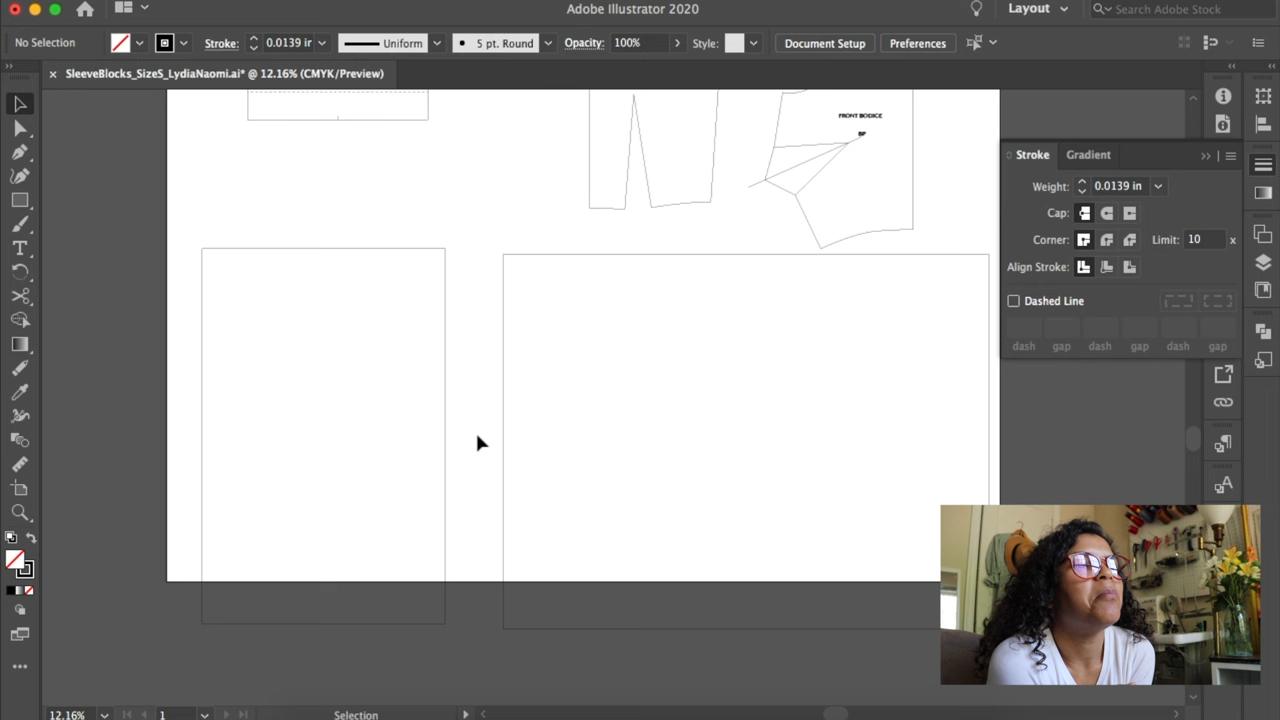 Adobe Illustrator 2020
Layout
Search Adobe Stock
No Selection
Stroke:
0.0139 in
Uniform
5 pt. Round
Opacity:
100%
Style:
Document Setup
Preferences
SleeveBlocks_SizeS_LydiaNaomi.ai* @ 12.16% (CMYK/Preview)
FRONT BODICE
BP
Stroke
Gradient
Weight:
0.0139 in
Cap:
Corner:
Limit:
10
x
Align Stroke:
Dashed Line
dash
gap
dash
gap
dash
gap
12.16%
1
Selection